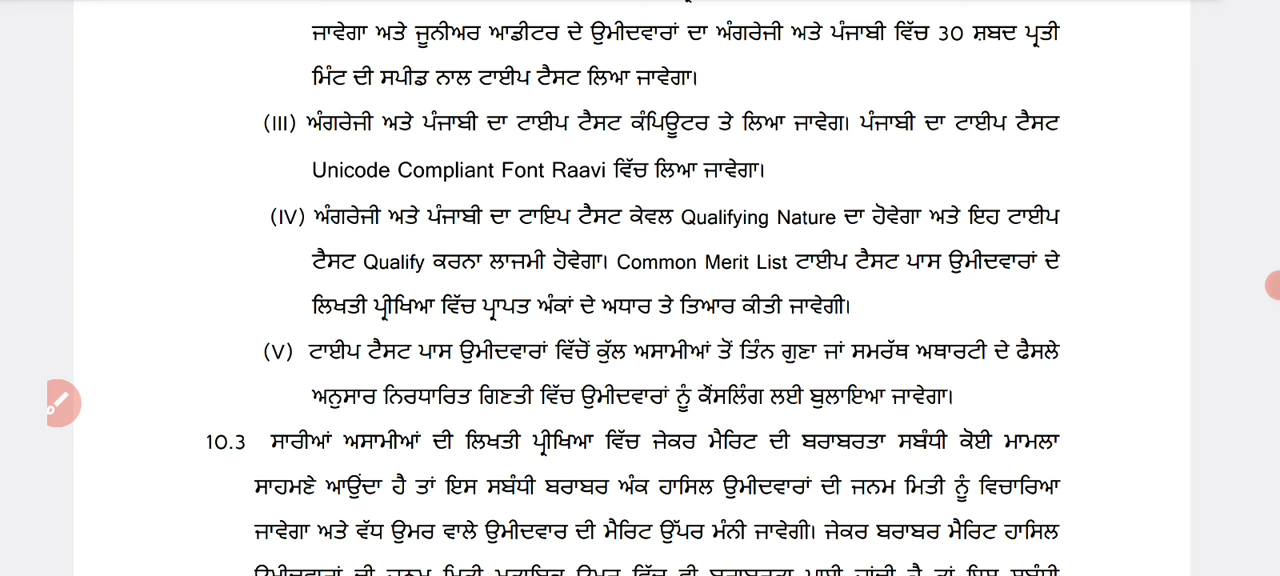 ਜਾਵੇਗਾ ਅਤੇ ਜੂਨੀਅਰ ਆਡੀਟਰ ਦੇ ਉਮੀਦਵਾਰਾਂ ਦਾ ਅੰਗਰੇਜੀ ਅਤੇ ਪੰਜਾਬੀ ਵਿੱਚ 30 ਸ਼ਬਦ ਪ੍ਰਤੀ
ਮਿੰਟ ਦੀ ਸਪੀਡ ਨਾਲ ਟਾਈਪ ਟੈਸਟ ਲਿਆ ਜਾਵੇਗਾ।
(III) ਅੰਗਰੇਜੀ ਅਤੇ ਪੰਜਾਬੀ ਦਾ ਟਾਈਪ ਟੈਸਟ ਕੰਪਿਊਟਰ ਤੇ ਲਿਆ ਜਾਵੇਗ। ਪੰਜਾਬੀ ਦਾ ਟਾਈਪ ਟੈਸਟ
Unicode Compliant Font Raavi ਵਿੱਚ ਲਿਆ ਜਾਵੇਗਾ।
(IV) ਅੰਗਰੇਜੀ ਅਤੇ ਪੰਜਾਬੀ ਦਾ ਟਾਇਪ ਟੈਸਟ ਕੇਵਲ Qualifying Nature ਦਾ ਹੋਵੇਗਾ ਅਤੇ ਇਹ ਟਾਈਪ
ਟੈਸਟ Qualify ਕਰਨਾ ਲਾਜਮੀ ਹੋਵੇਗਾ। Common Merit List ਟਾਈਪ ਟੈਸਟ ਪਾਸ ਉਮੀਦਵਾਰਾਂ ਦੇ
ਲਿਖਤੀ ਪ੍ਰੀਖਿਆ ਵਿੱਚ ਪ੍ਰਾਪਤ ਅੰਕਾਂ ਦੇ ਅਧਾਰ ਤੇ ਤਿਆਰ ਕੀਤੀ ਜਾਵੇਗੀ।
(V) ਟਾਈਪ ਟੈਸਟ ਪਾਸ ਉਮੀਦਵਾਰਾਂ ਵਿੱਚੋਂ ਕੁੱਲ ਅਸਾਮੀਆਂ ਤੋਂ ਤਿੰਨ ਗੁਣਾ ਜਾਂ ਸਮਰੱਥ ਅਥਾਰਟੀ ਦੇ ਫੈਸਲੇ
ਅਨੁਸਾਰ ਨਿਰਧਾਰਿਤ ਗਿਣਤੀ ਵਿੱਚ ਉਮੀਦਵਾਰਾਂ ਨੂੰ ਕੌਂਸਲਿੰਗ ਲਈ ਬੁਲਾਇਆ ਜਾਵੇਗਾ।
10.3 ਸਾਰੀਆਂ ਅਸਾਮੀਆਂ ਦੀ ਲਿਖਤੀ ਪ੍ਰੀਖਿਆ ਵਿੱਚ ਜੇਕਰ ਮੈਰਿਟ ਦੀ ਬਰਾਬਰਤਾ ਸਬੰਧੀ ਕੋਈ ਮਾਮਲਾ
ਸਾਹਮਣੇ ਆਉਂਦਾ ਹੈ ਤਾਂ ਇਸ ਸਬੰਧੀ ਬਰਾਬਰ ਅੰਕ ਹਾਸਿਲ ਉਮੀਦਵਾਰਾਂ ਦੀ ਜਨਮ ਮਿਤੀ ਨੂੰ ਵਿਚਾਰਿਆ
ਜਾਵੇਗਾ ਅਤੇ ਵੱਧ ਉਮਰ ਵਾਲੇ ਉਮੀਦਵਾਰ ਦੀ ਮੈਰਿਟ ਉੱਪਰ ਮੰਨੀ ਜਾਵੇਗੀ। ਜੇਕਰ ਬਰਾਬਰ ਮੈਰਿਟ ਹਾਸਿਲ